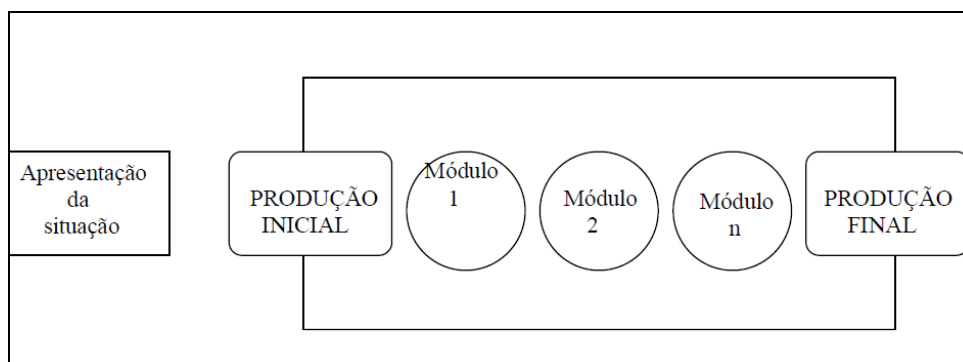 Apresentação
da
situação
PRODUÇÃO
INICIAL
Módulo
1
Módulo
2
Módulo
n
PRODUÇÃO
FINAL